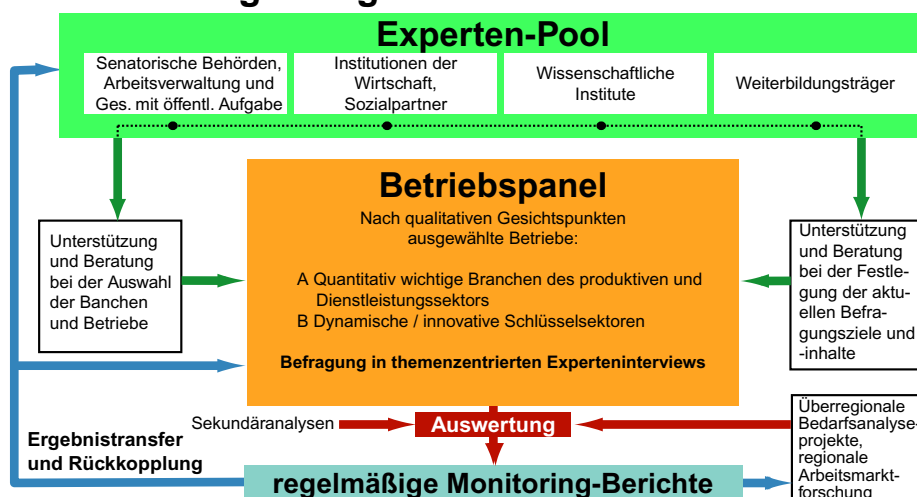 Experten-Pool
Senatorische Behörden,
Arbeitsverwaltung und
Ges. mit öffentl. Aufgabe
Institutionen der
Wirtschaft,
Sozialpartner
Wissenschaftliche
Institute
Weiterbildungsträger
Betriebspanel
Nach qualitativen Gesichtspunkten
ausgewählte Betriebe:
A Quantitativ wichtige Branchen des produktiven und
Dienstleistungssektors
B Dynamische / innovative Schlüsselsektoren
Befragung in themenzentrierten Experteninterviews
Unterstützung
und Beratung
bei der Auswahl
der Banchen
und Betriebe
Unterstützung
und Beratung
bei der Festle-
gung der aktu-
ellen Befra-
gungsziele und
-inhalte
Sekundäranalysen
Auswertung
Überregionale
Bedarfsanalyse-
projekte,
regionale
Arbeitsmarkt-
forschung
Ergebnistransfer
und Rückkopplung
regelmäßige Monitoring-Berichte